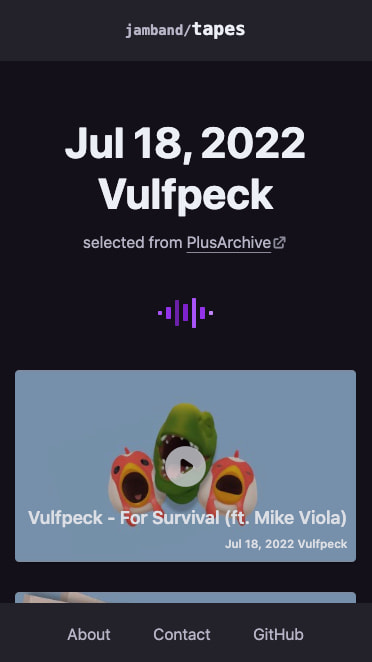 jamband/tapes
Jul 18, 2022
Vulfpeck
selected from PlusArchive
Vulfpeck - For Survival (ft. Mike Viola)
Jul 18, 2022 Vulfpeck
About Contact GitHub